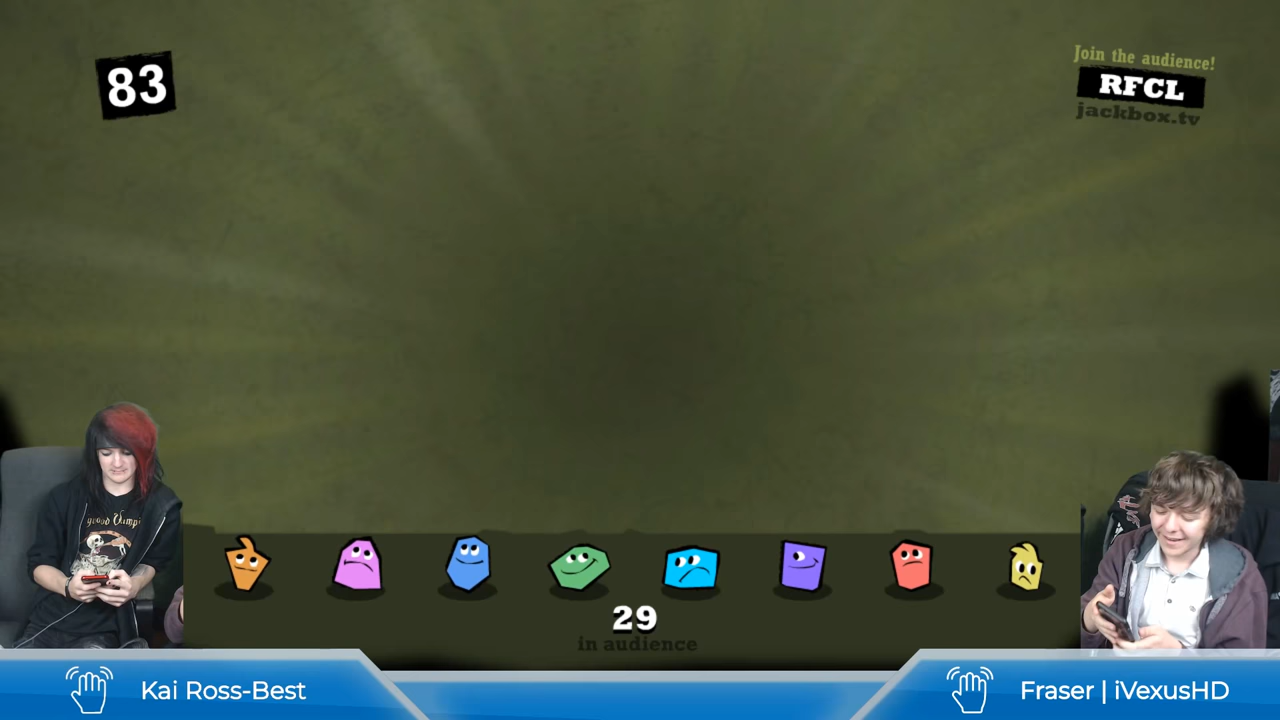 83
Join the audience!
RFCL
jackbox.tv
29
in audience
Kai Ross-Best
Fraser | iVexusHD